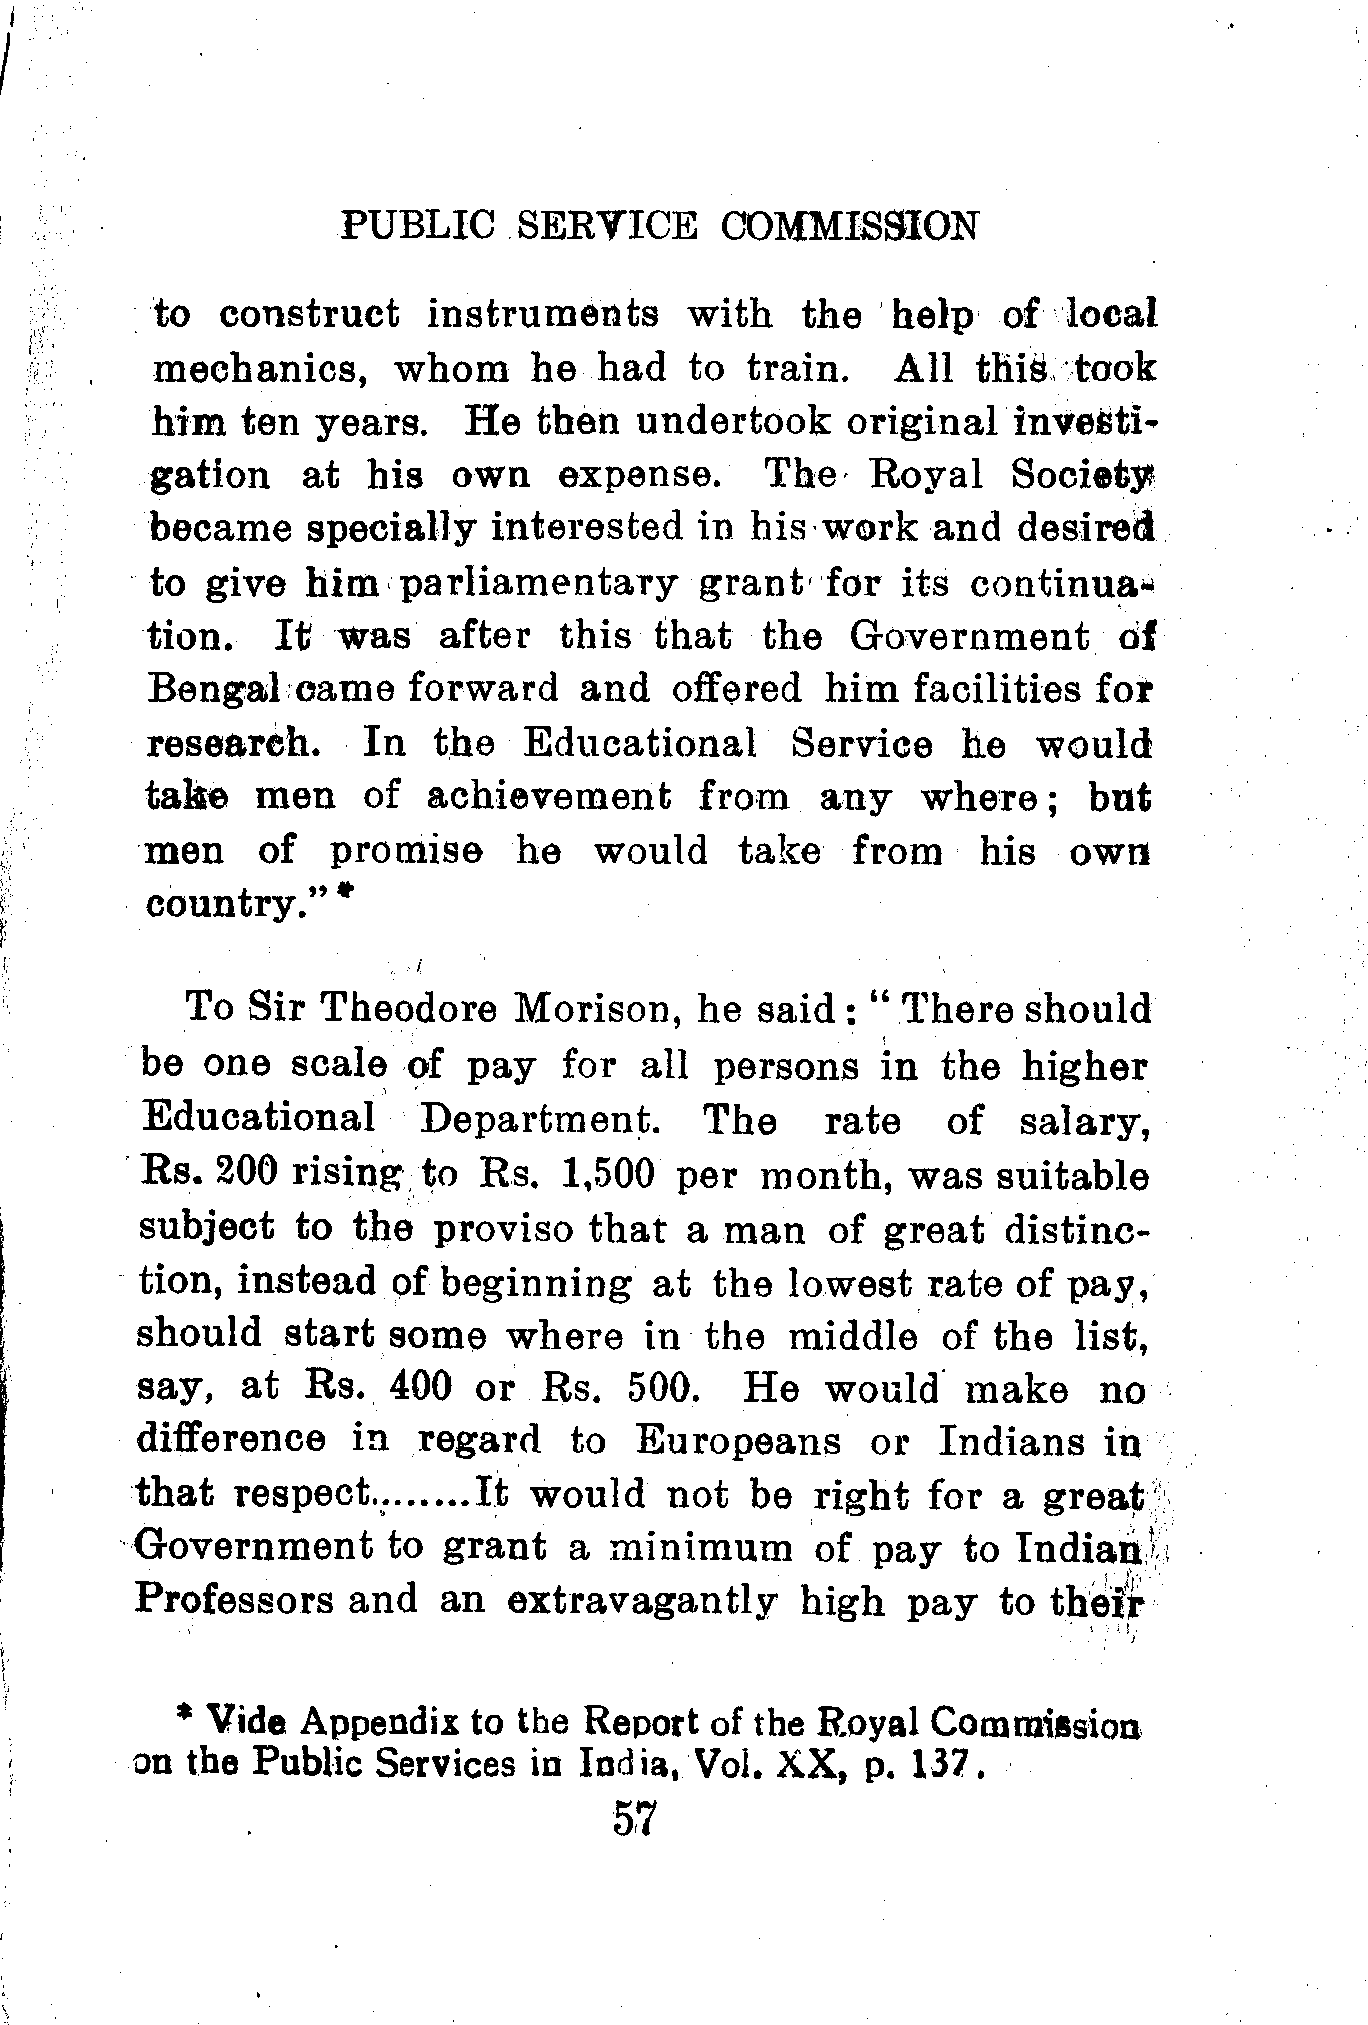 PUBLIC SERVICE COMMISSION
to construct instruments with the help of local
mechanics, whom he had to train. All this took
him ten years. He then undertook original investi-
gation at his own expense. The Royal Society
became specially interested in his work and desired
to give him parliamentary grant for its continua-
tion. It was after this that the Government of
Bengal came forward and offered him facilities for
research. In the Educational Service he would
take men of achievement from any where; but
men of promise he would take from his own
country."*
To Sir Theodore Morison, he said: "There should
be one scale of pay for all persons in the higher
Educational Department. The rate of salary,
Rs. 200 rising to Rs. 1,500 per month, was suitable
subject to the proviso that a man of great distinc-
tion, instead of beginning at the lowest rate of pay,
should start some where in the middle of the list,
say, at Rs. 400 or Rs. 500. He would make no
difference in regard to Europeans or Indians in
that respect.........It would not be right for a great
Government to grant a minimum of pay to Indian
Professors and an extravagantly high pay to their
* Vide Appendix to the Report of the Royal Commission
on the Public Services in India, Vol. XX, p. 137.
57